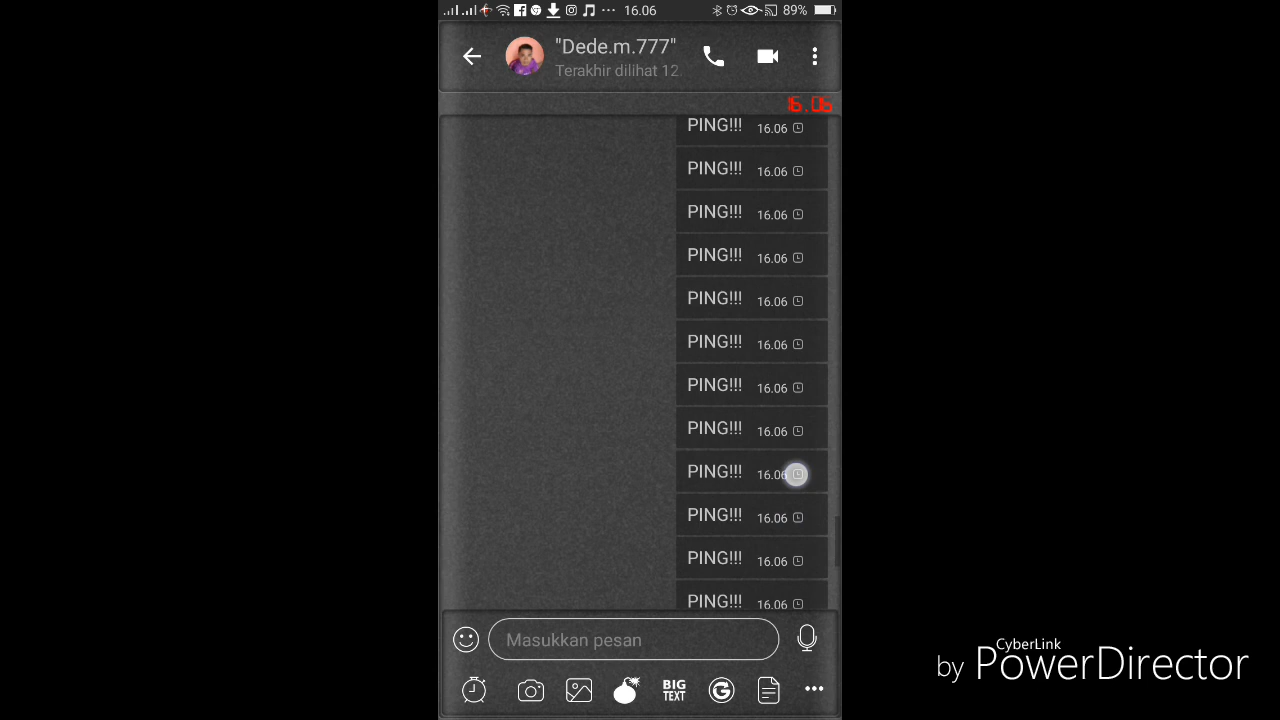 16.06
89%
"Dede.m.777"
Terakhir dilihat 12.
16.06
PING!!! 16.06
PING!!! 16.06
PING!!! 16.06
PING!!! 16.06
PING!!! 16.06
PING!!! 16.06
PING!!! 16.06
PING!!! 16.06
PING!!! 16.06
PING!!! 16.06
PING!!! 16.06
PING!!! 16.06
Masukkan pesan
BIG
TEXT
CyberLink
by PowerDirector